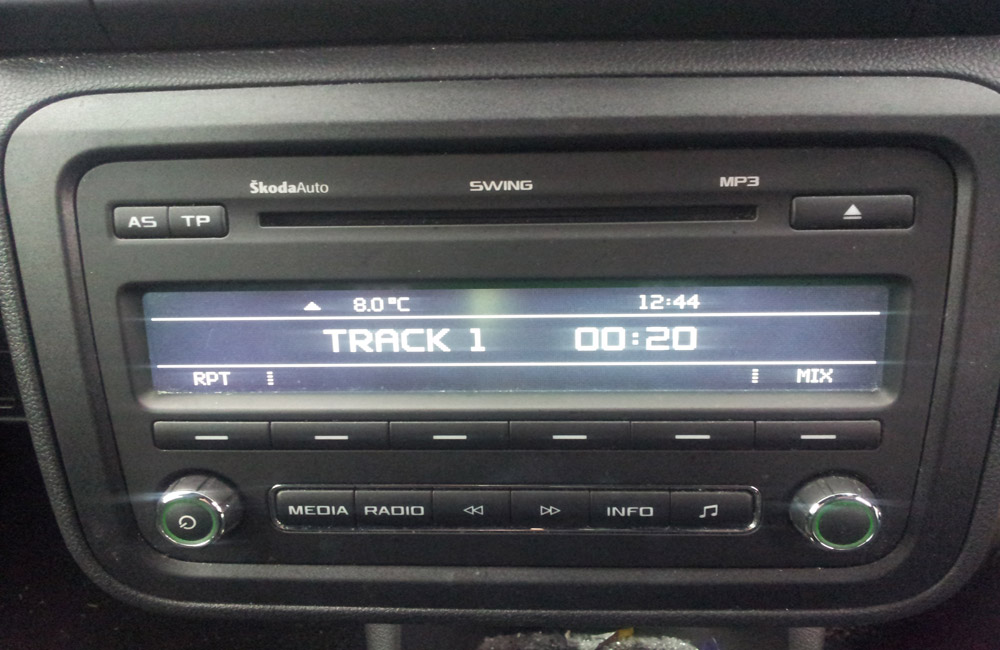 ŠkodaAuto SWING MP3
AS TP
8.0 °C 12:44
TRACK 1 00:20
RPT MIX
MEDIA RADIO INFO